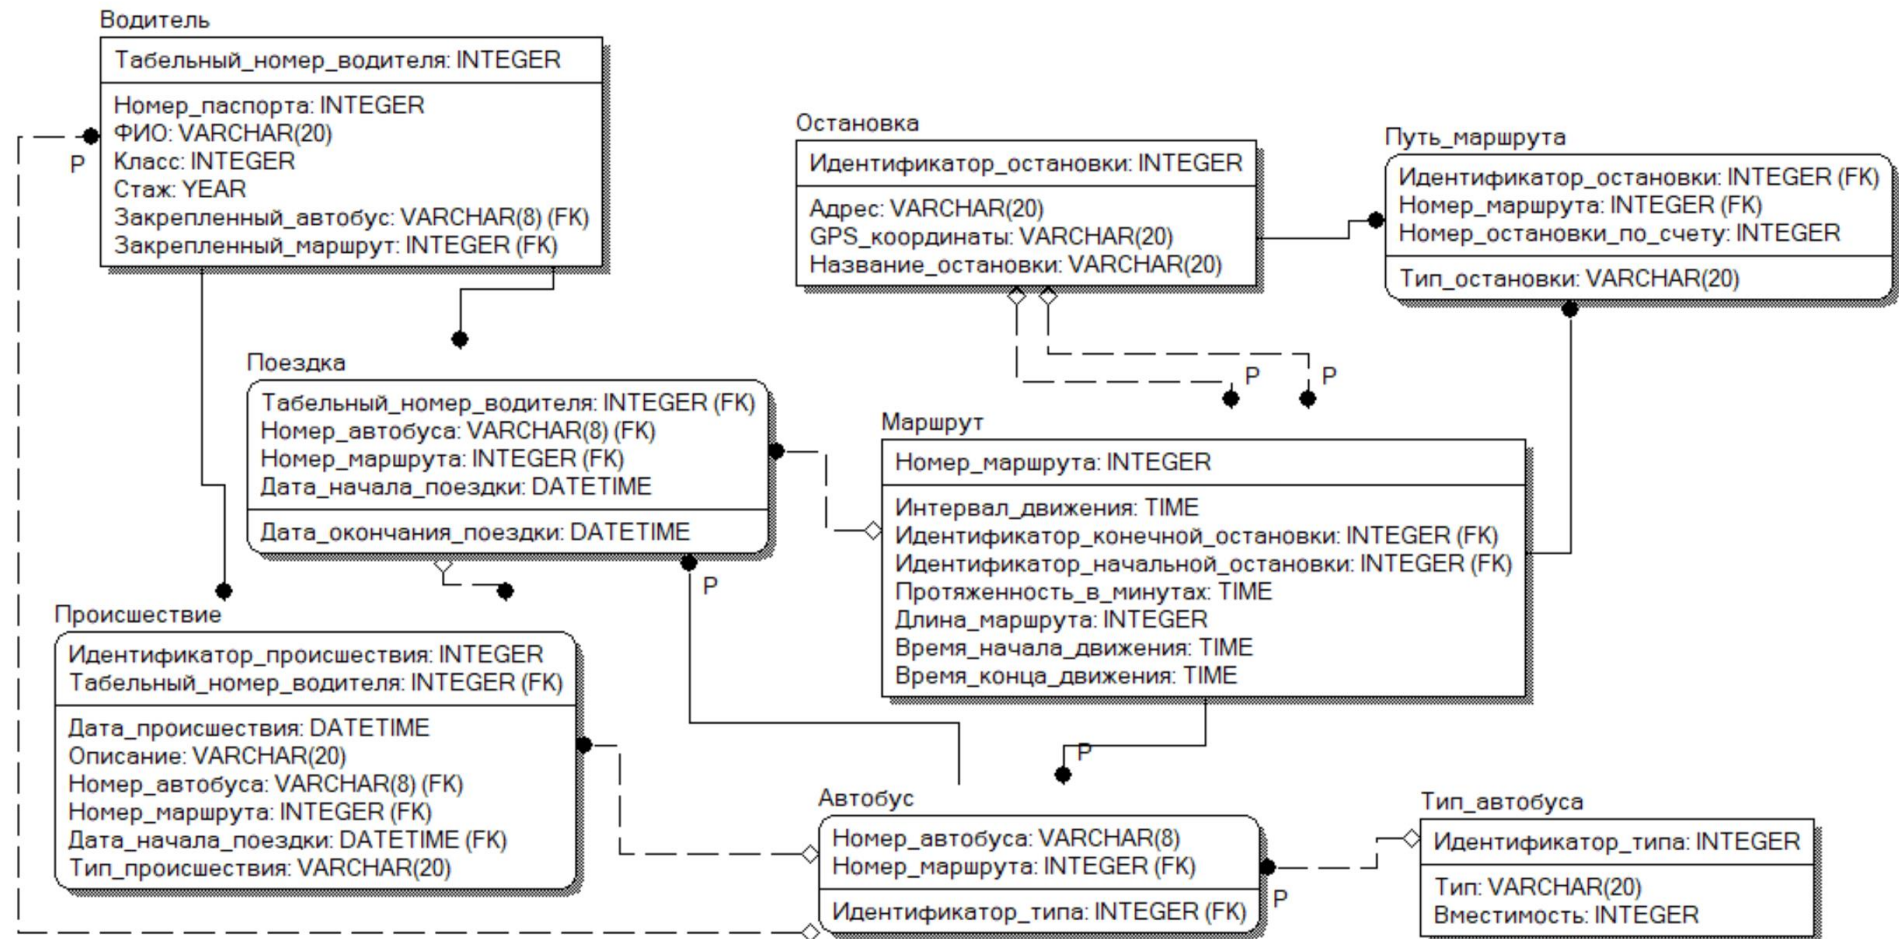 Водитель
Табельный_номер_водителя: INTEGER
Номер_паспорта: INTEGER
ФИО: VARCHAR(20)
Класс: INTEGER
Стаж: YEAR
Закрепленный_автобус: VARCHAR(8) (FK)
Закрепленный_маршрут: INTEGER (FK)
P
Остановка
Идентификатор_остановки: INTEGER
Адрес: VARCHAR(20)
GPS_координаты: VARCHAR(20)
Название_остановки: VARCHAR(20)
Путь_маршрута
Идентификатор_остановки: INTEGER (FK)
Номер_маршрута: INTEGER (FK)
Номер_остановки_по_счету: INTEGER
Тип_остановки: VARCHAR(20)
P
P
Поездка
Табельный_номер_водителя: INTEGER (FK)
Номер_автобуса: VARCHAR(8) (FK)
Номер_маршрута: INTEGER (FK)
Дата_начала_поездки: DATETIME
Дата_окончания_поездки: DATETIME
P
Маршрут
Номер_маршрута: INTEGER
Интервал_движения: TIME
Идентификатор_конечной_остановки: INTEGER (FK)
Идентификатор_начальной_остановки: INTEGER (FK)
Протяженность_в_минутах: TIME
Длина_маршрута: INTEGER
Время_начала_движения: TIME
Время_конца_движения: TIME
P
Происшествие
Идентификатор_происшествия: INTEGER
Табельный_номер_водителя: INTEGER (FK)
Дата_происшествия: DATETIME
Описание: VARCHAR(20)
Номер_автобуса: VARCHAR(8) (FK)
Номер_маршрута: INTEGER (FK)
Дата_начала_поездки: DATETIME (FK)
Тип_происшествия: VARCHAR(20)
Автобус
Номер_автобуса: VARCHAR(8)
Номер_маршрута: INTEGER (FK)
Идентификатор_типа: INTEGER (FK)
P
Тип_автобуса
Идентификатор_типа: INTEGER
Тип: VARCHAR(20)
Вместимость: INTEGER